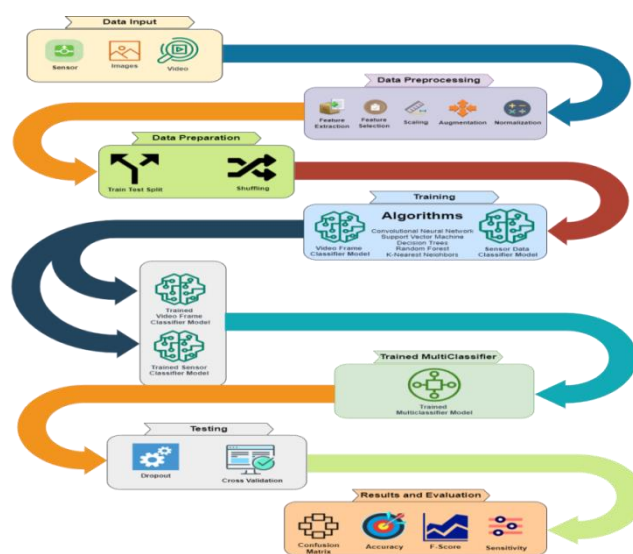 Data Input
Sensor
Images
Video
Data Preprocessing
Feature
Extraction
Feature
Selection
Scaling
Augmentation
Normalization
Data Preparation
Train Test Split
Shuffling
Training
Algorithms
Convolutional Neural Network
Support Vector Machine
Decision Trees
Random Forest
K-Nearest Neighbors
Video Frame
Classifier Model
Sensor Data
Classifier Model
Trained
Video Frame
Classifier Model
Trained Sensor
Classifier Model
Trained MultiClassifier
Trained
Multiclassifier Model
Testing
Dropout
Cross Validation
Results and Evaluation
Confusion
Matrix
Accuracy
F-Score
Sensitivity